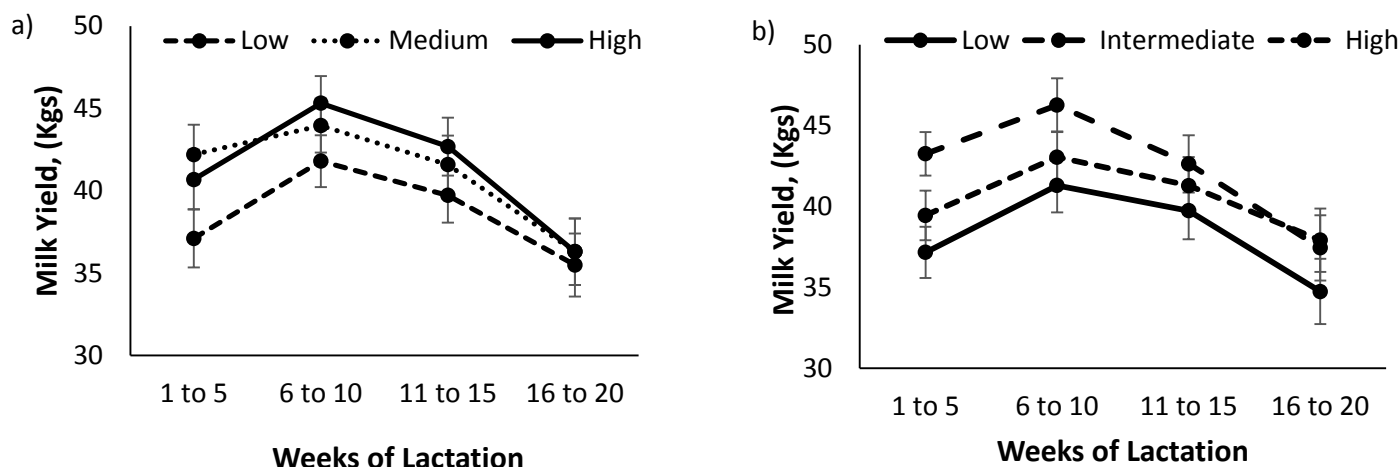 a)
50
45
40
35
30
Milk Yield, (Kgs)
Low Medium High
1 to 5 6 to 10 11 to 15 16 to 20
Weeks of Lactation
b)
50
45
40
35
30
Milk Yield, (Kgs)
Low Intermediate High
1 to 5 6 to 10 11 to 15 16 to 20
Weeks of Lactation